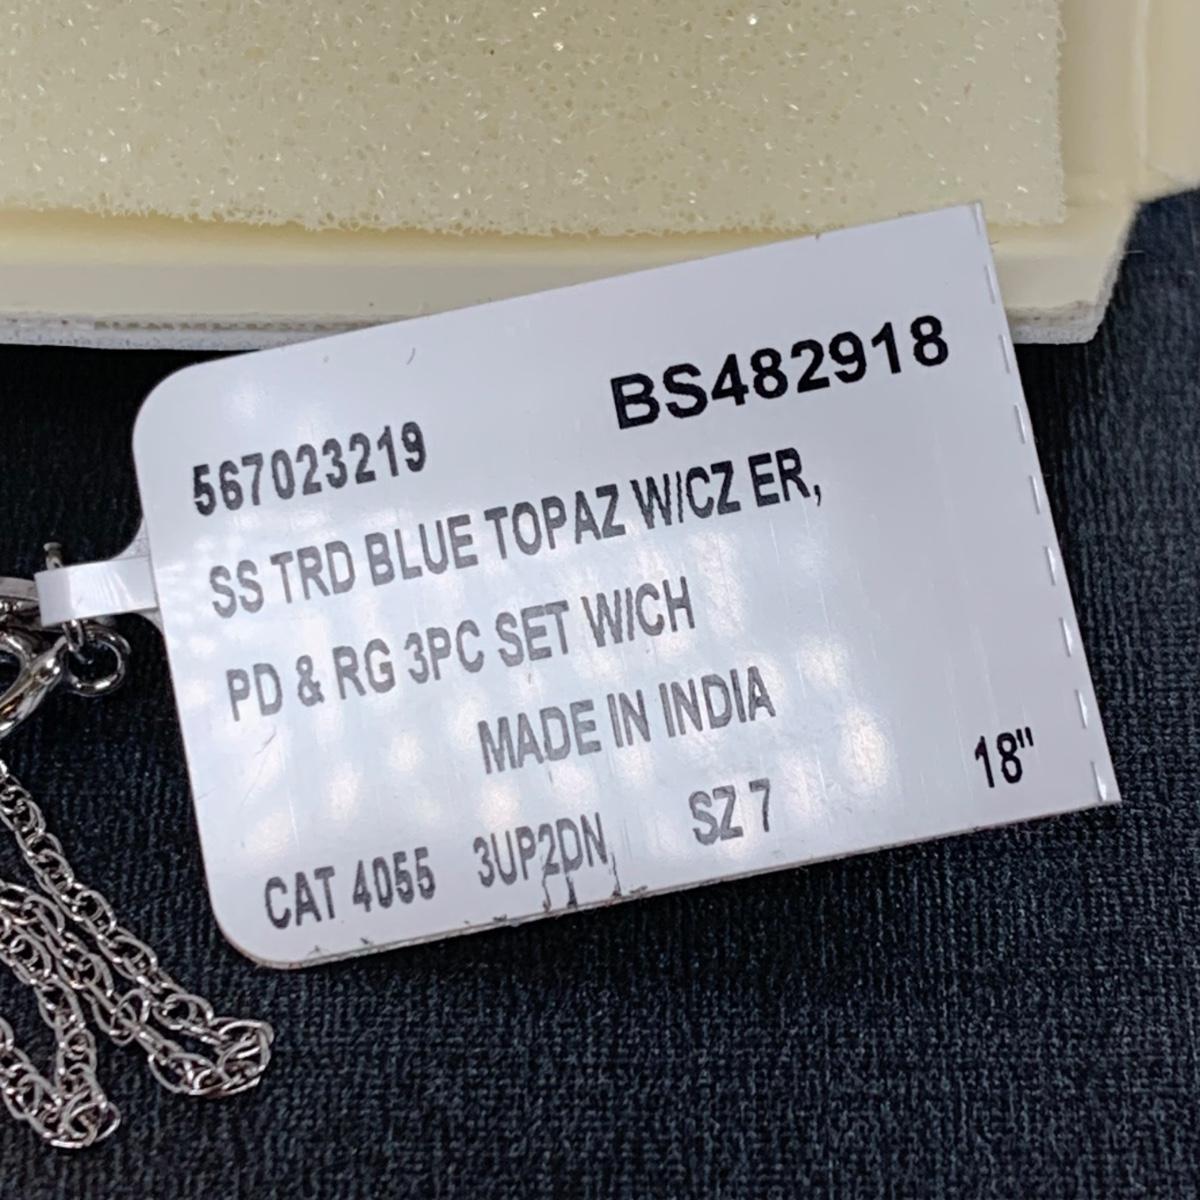 567023219 BS482918
SS TRD BLUE TOPAZ W/CZ ER,
PD & RG 3PC SET W/CH
MADE IN INDIA
CAT 4055 3UP2DN SZ 7 18"